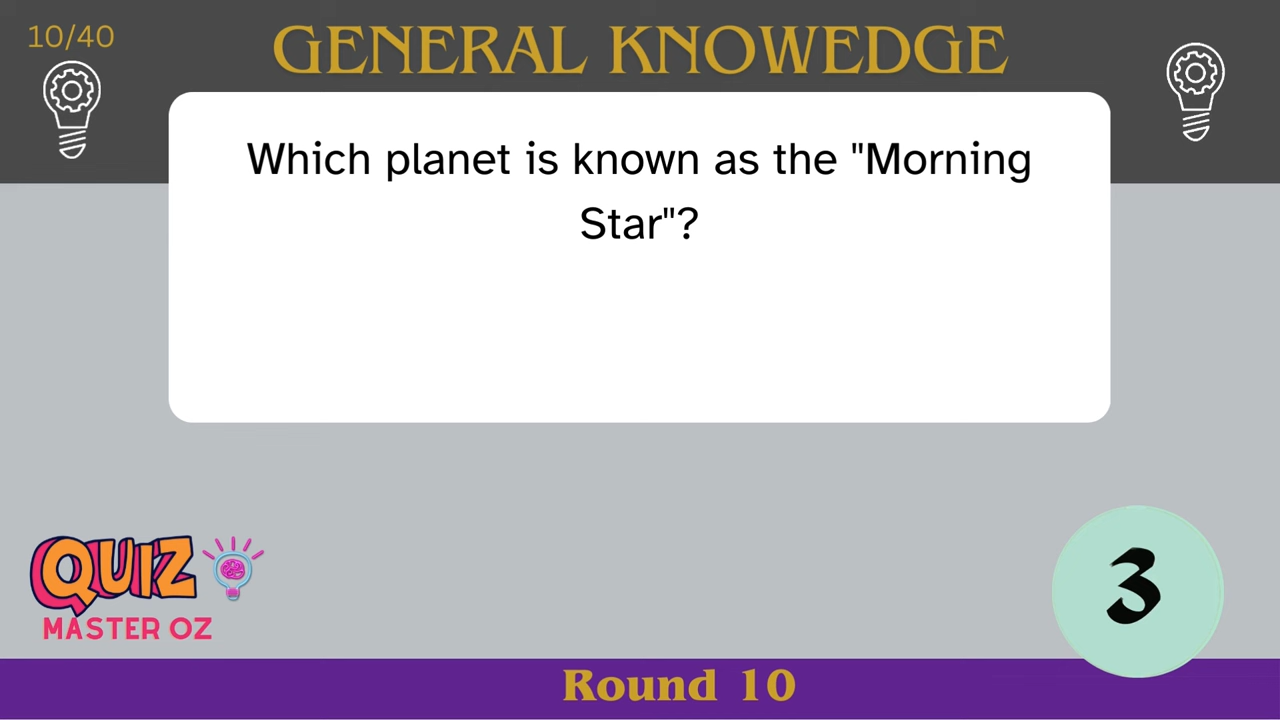 10/40
GENERAL KNOWEDGE
Which planet is known as the "Morning
Star"?
QUIZ
MASTER OZ
3
Round 10